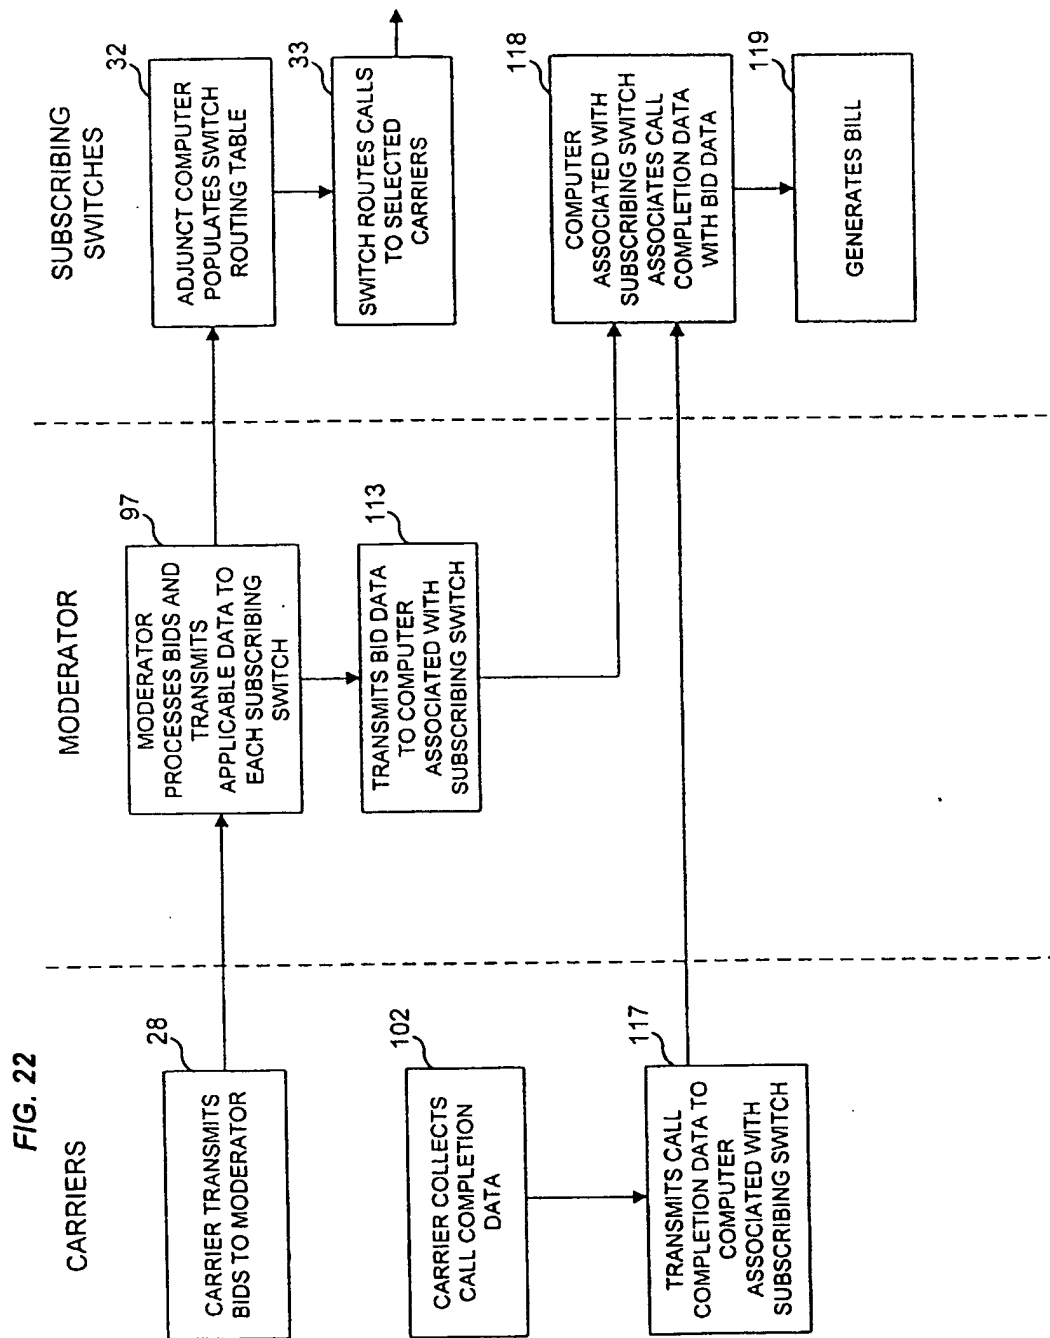 FIG. 22
CARRIERS
28
CARRIER TRANSMITS
BIDS TO MODERATOR
102
CARRIER COLLECTS
CALL COMPLETION
DATA
117
TRANSMITS CALL
COMPLETION DATA TO
COMPUTER
ASSOCIATED WITH
SUBSCRIBING SWITCH
MODERATOR
97
MODERATOR
PROCESSES BIDS AND
TRANSMITS
APPLICABLE DATA TO
EACH SUBSCRIBING
SWITCH
113
TRANSMITS BID DATA
TO COMPUTER
ASSOCIATED WITH
SUBSCRIBING SWITCH
SUBSCRIBING
SWITCHES
32
ADJUNCT COMPUTER
POPULATES SWITCH
ROUTING TABLE
33
SWITCH ROUTES CALLS
TO SELECTED
CARRIERS
118
COMPUTER
ASSOCIATED WITH
SUBSCRIBING SWITCH
ASSOCIATES CALL
COMPLETION DATA
WITH BID DATA
119
GENERATES BILL